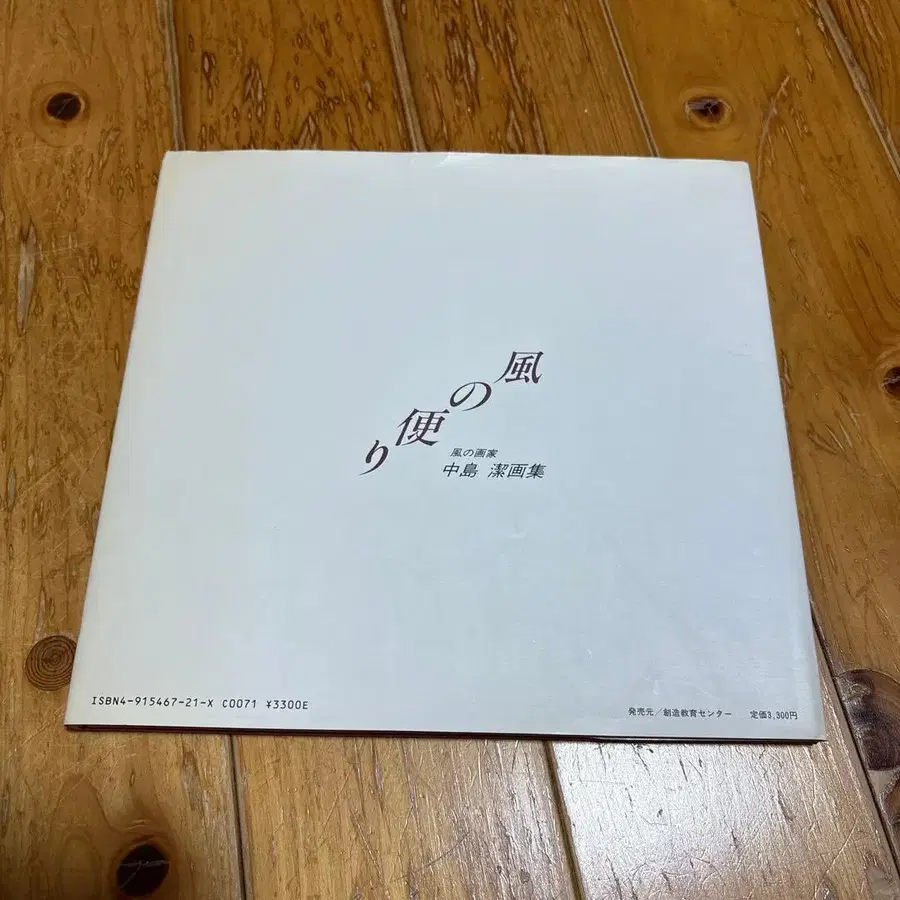 風の便り
風の画家
中島 潔画集
ISBN4-915467-21-X C0071 ¥3300E
発売元/創造教育センター 定価3,300円